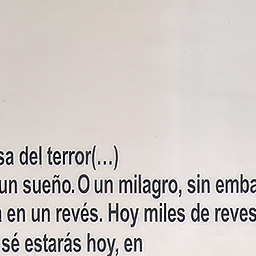 sa del terror(...)
un sueño. O un milagro, sin emba
en un revés. Hoy miles de reves
sé estarás hoy, en